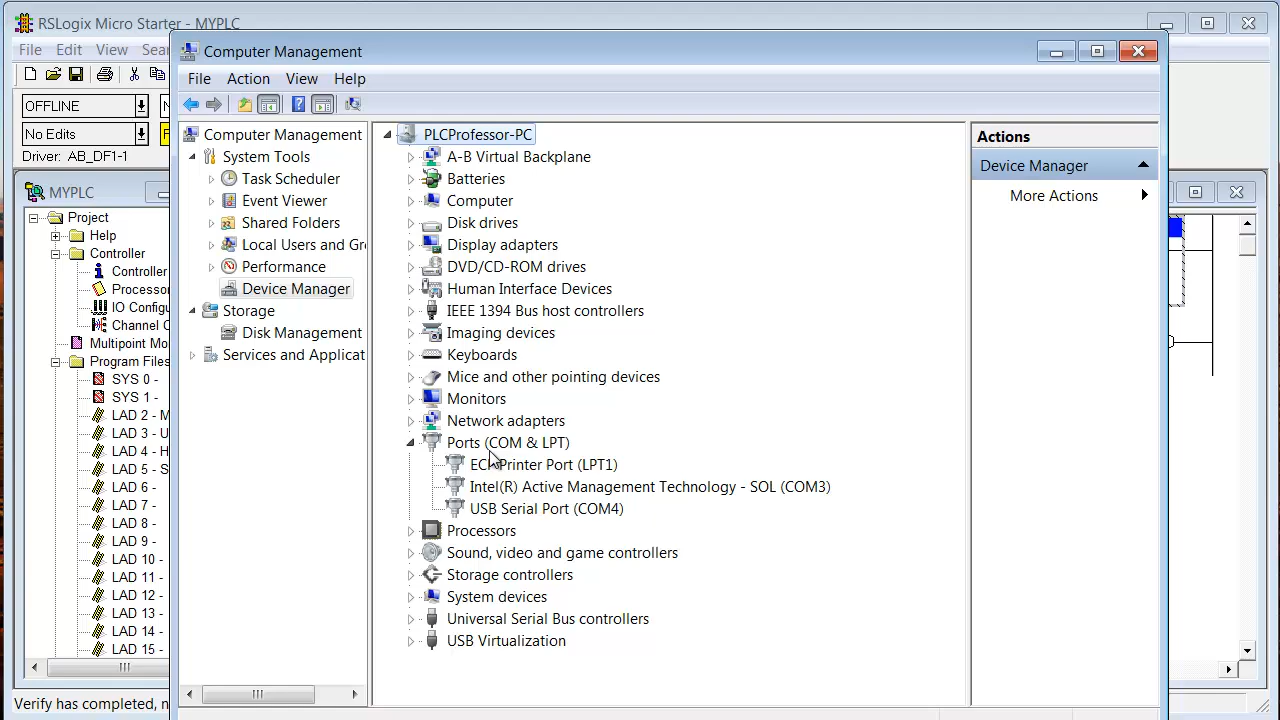 RSLogix Micro Starter - MYPLC
File Edit View Sear
OFFLINE
No Edits
Driver: AB_DF1-1
MYPLC
Project
Help
Controller
Controller
Processor
IO Configu
Channel C
Multipoint Mo
Program Files
SYS 0 -
SYS 1 -
LAD 2 - M
LAD 3 - U
LAD 4 - H
LAD 5 - S
LAD 6 -
LAD 7 -
LAD 8 -
LAD 9 -
LAD 10 -
LAD 11 -
LAD 12 -
LAD 13 -
LAD 14 -
LAD 15 -
Verify has completed, n
Computer Management
File Action View Help
Computer Management
System Tools
Task Scheduler
Event Viewer
Shared Folders
Local Users and Gr
Performance
Device Manager
Storage
Disk Management
Services and Applicat
PLCProfessor-PC
A-B Virtual Backplane
Batteries
Computer
Disk drives
Display adapters
DVD/CD-ROM drives
Human Interface Devices
IEEE 1394 Bus host controllers
Imaging devices
Keyboards
Mice and other pointing devices
Monitors
Network adapters
Ports (COM & LPT)
Printer Port (LPT1)
Intel(R) Active Management Technology - SOL (COM3)
USB Serial Port (COM4)
Processors
Sound, video and game controllers
Storage controllers
System devices
Universal Serial Bus controllers
USB Virtualization
Actions
Device Manager
More Actions